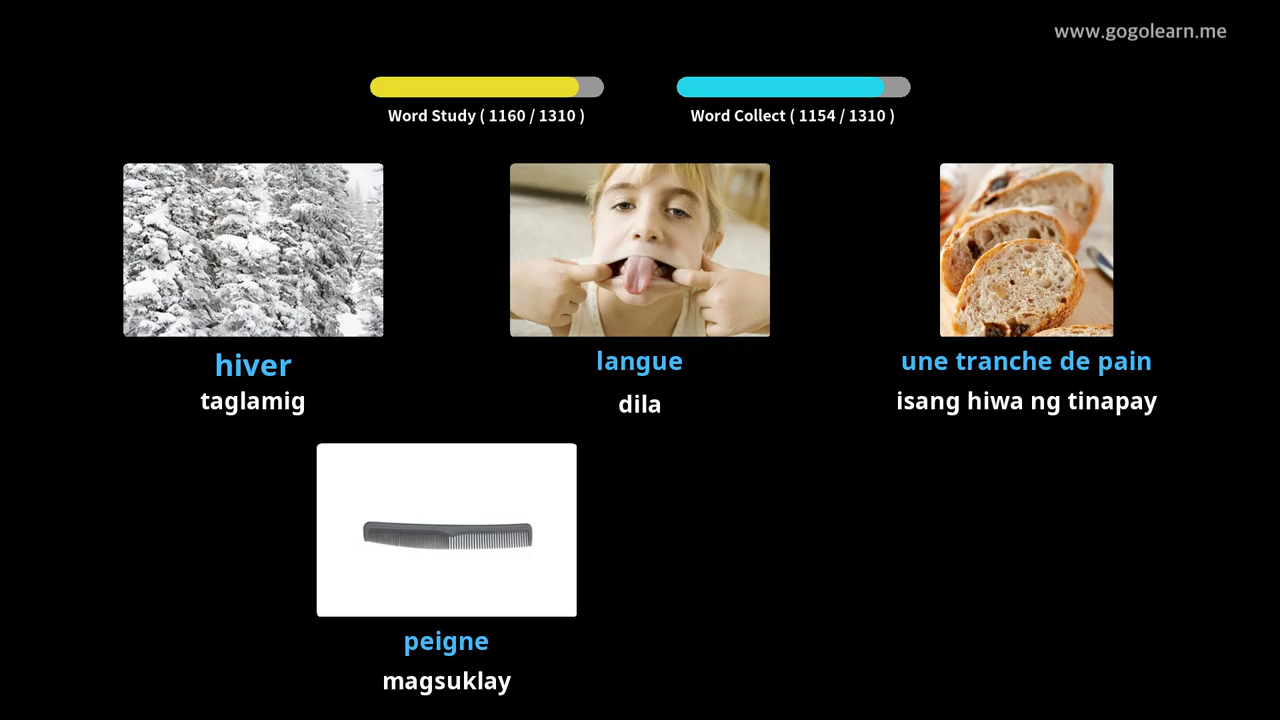 www.gogolearn.me
Word Study ( 1160 / 1310 )
Word Collect ( 1154 / 1310 )
hiver
taglamig
langue
dila
une tranche de pain
isang hiwa ng tinapay
peigne
magsuklay